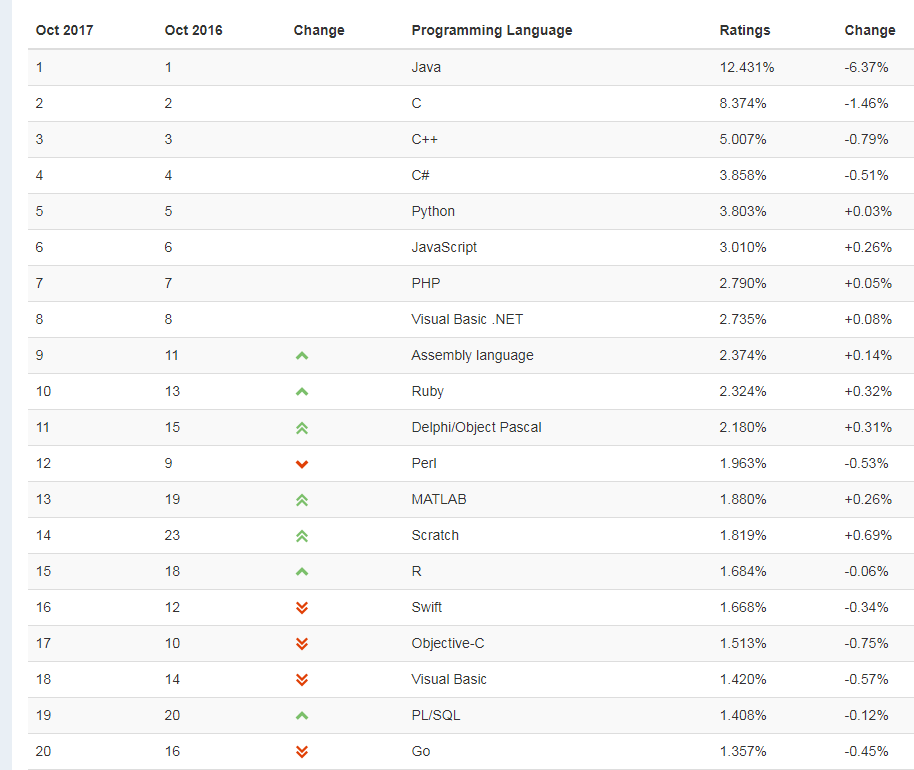 Oct 2017 Oct 2016 Change Programming Language Ratings Change
1 1 Java 12.431% -6.37%
2 2 C 8.374% -1.46%
3 3 C++ 5.007% -0.79%
4 4 C# 3.858% -0.51%
5 5 Python 3.803% +0.03%
6 6 JavaScript 3.010% +0.26%
7 7 PHP 2.790% +0.05%
8 8 Visual Basic .NET 2.735% +0.08%
9 11 Assembly language 2.374% +0.14%
10 13 Ruby 2.324% +0.32%
11 15 Delphi/Object Pascal 2.180% +0.31%
12 9 Perl 1.963% -0.53%
13 19 MATLAB 1.880% +0.26%
14 23 Scratch 1.819% +0.69%
15 18 R 1.684% -0.06%
16 12 Swift 1.668% -0.34%
17 10 Objective-C 1.513% -0.75%
18 14 Visual Basic 1.420% -0.57%
19 20 PL/SQL 1.408% -0.12%
20 16 Go 1.357% -0.45%